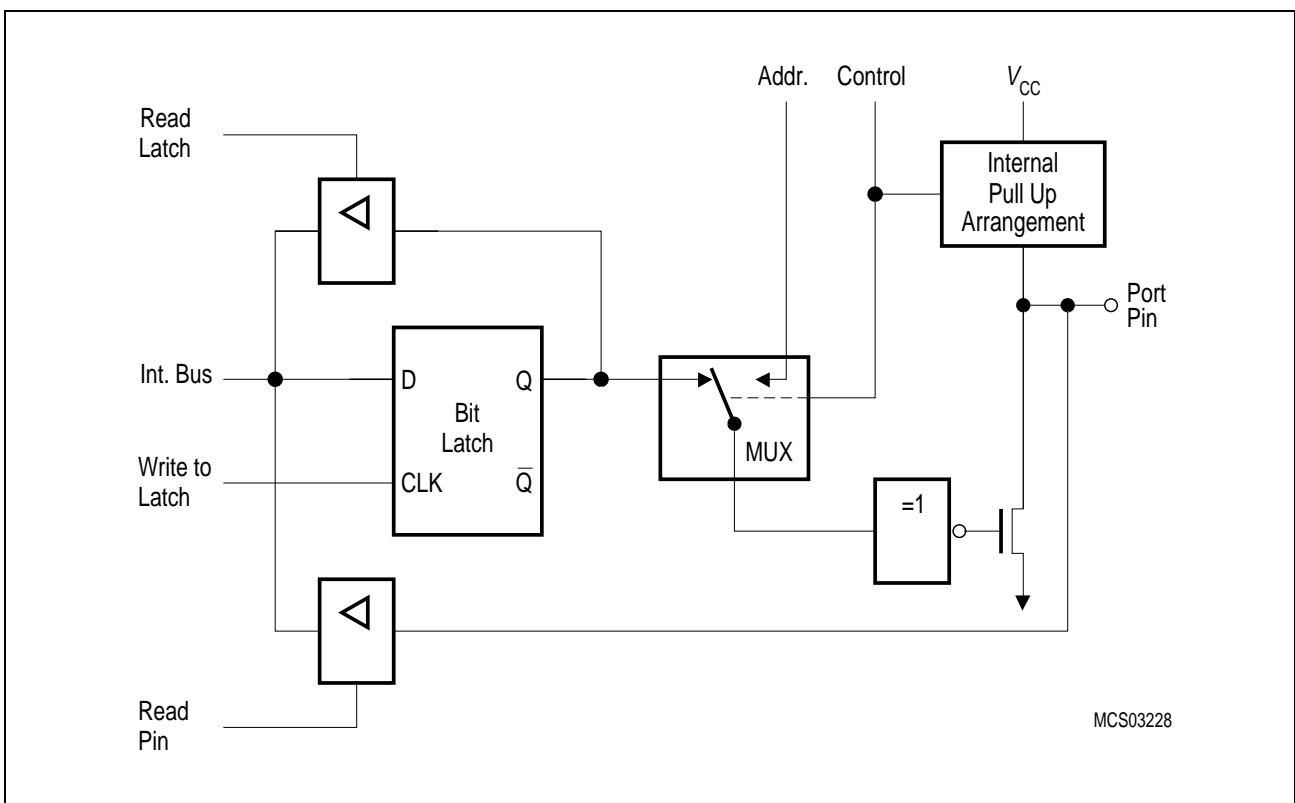 Addr.
Control
VCC
Read
Latch
Internal
Pull Up
Arrangement
Port
Pin
Int. Bus
D
Q
Bit
Latch
MUX
Write to
Latch
CLK
Q̅
=1
Read
Pin
MCS03228